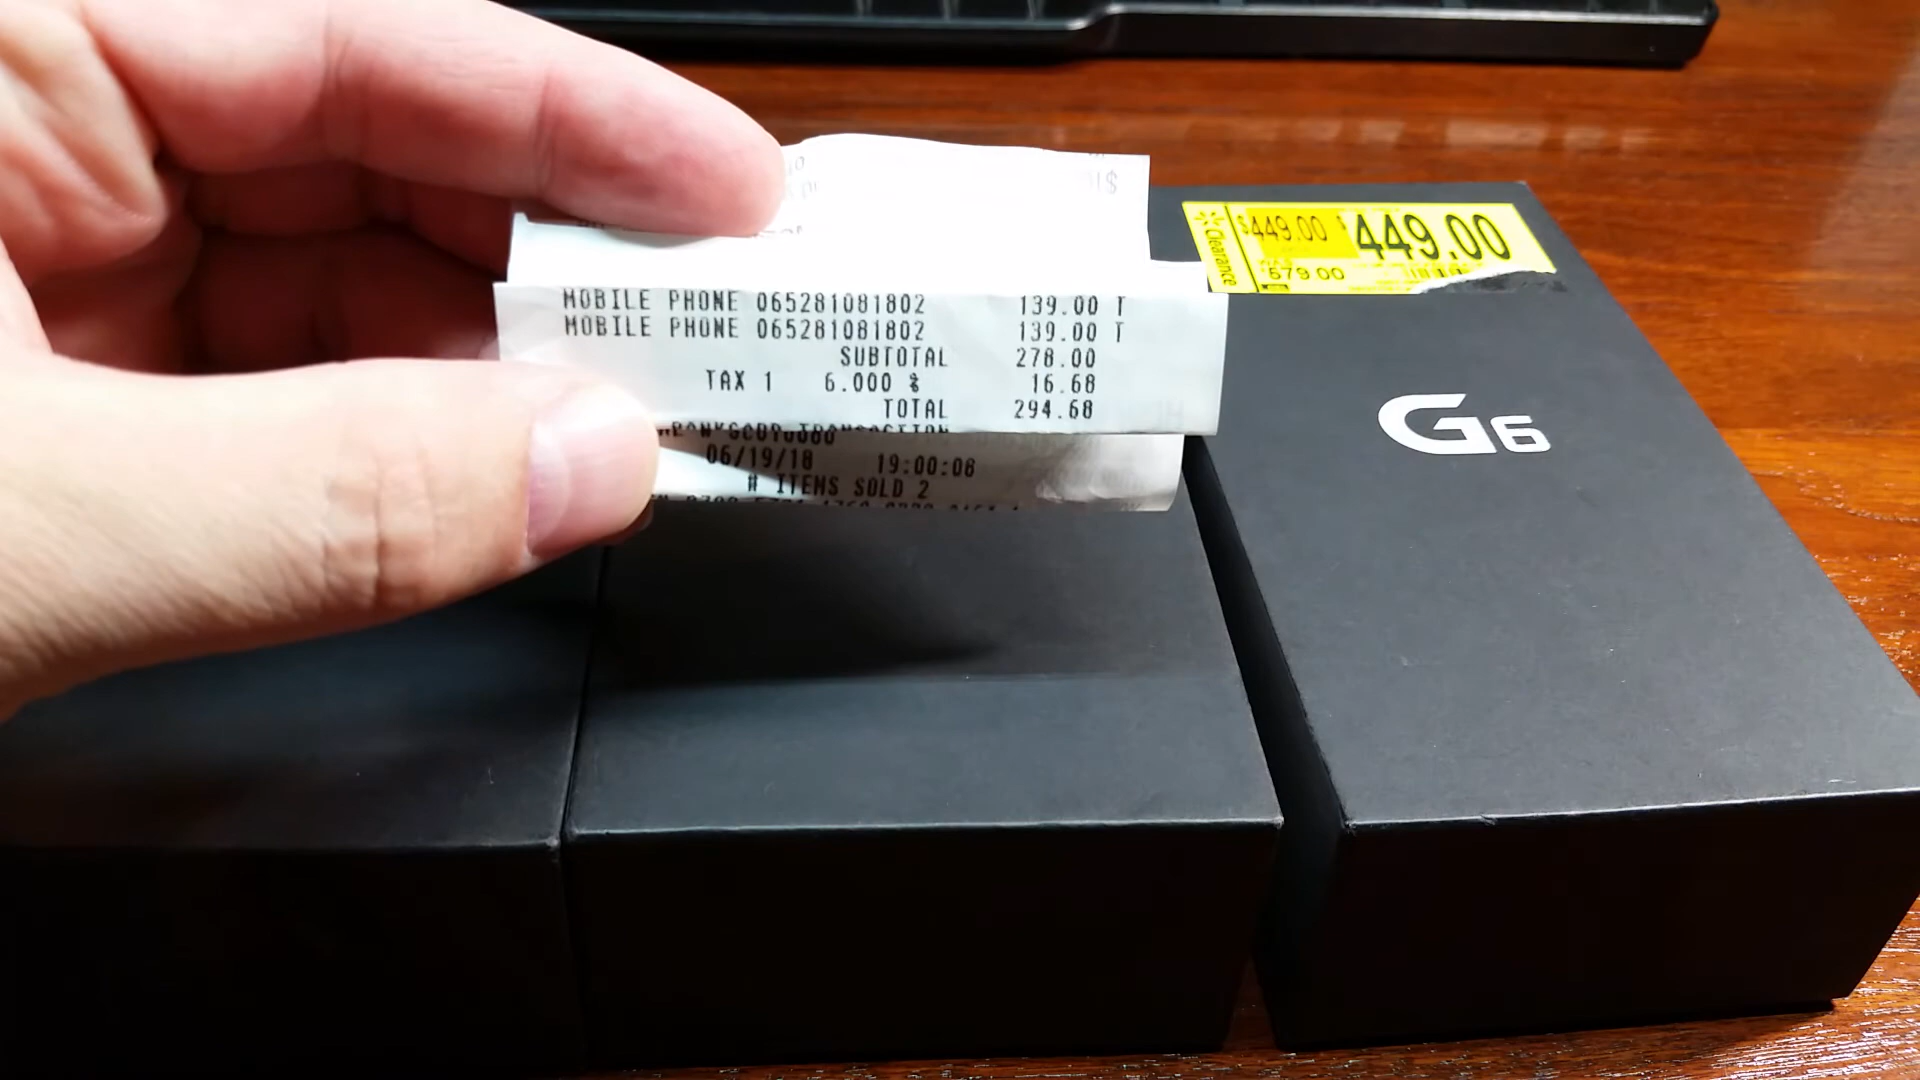 MOBILE PHONE 065281081802 139.00 T
MOBILE PHONE 065281081802 139.00 T
SUBTOTAL 278.00
TAX 1 6.000 % 16.68
TOTAL 294.68
06/19/18 19:00:08
# ITEMS SOLD 2
Clearance
$449.00 $449.00
WAS
579.00
G6